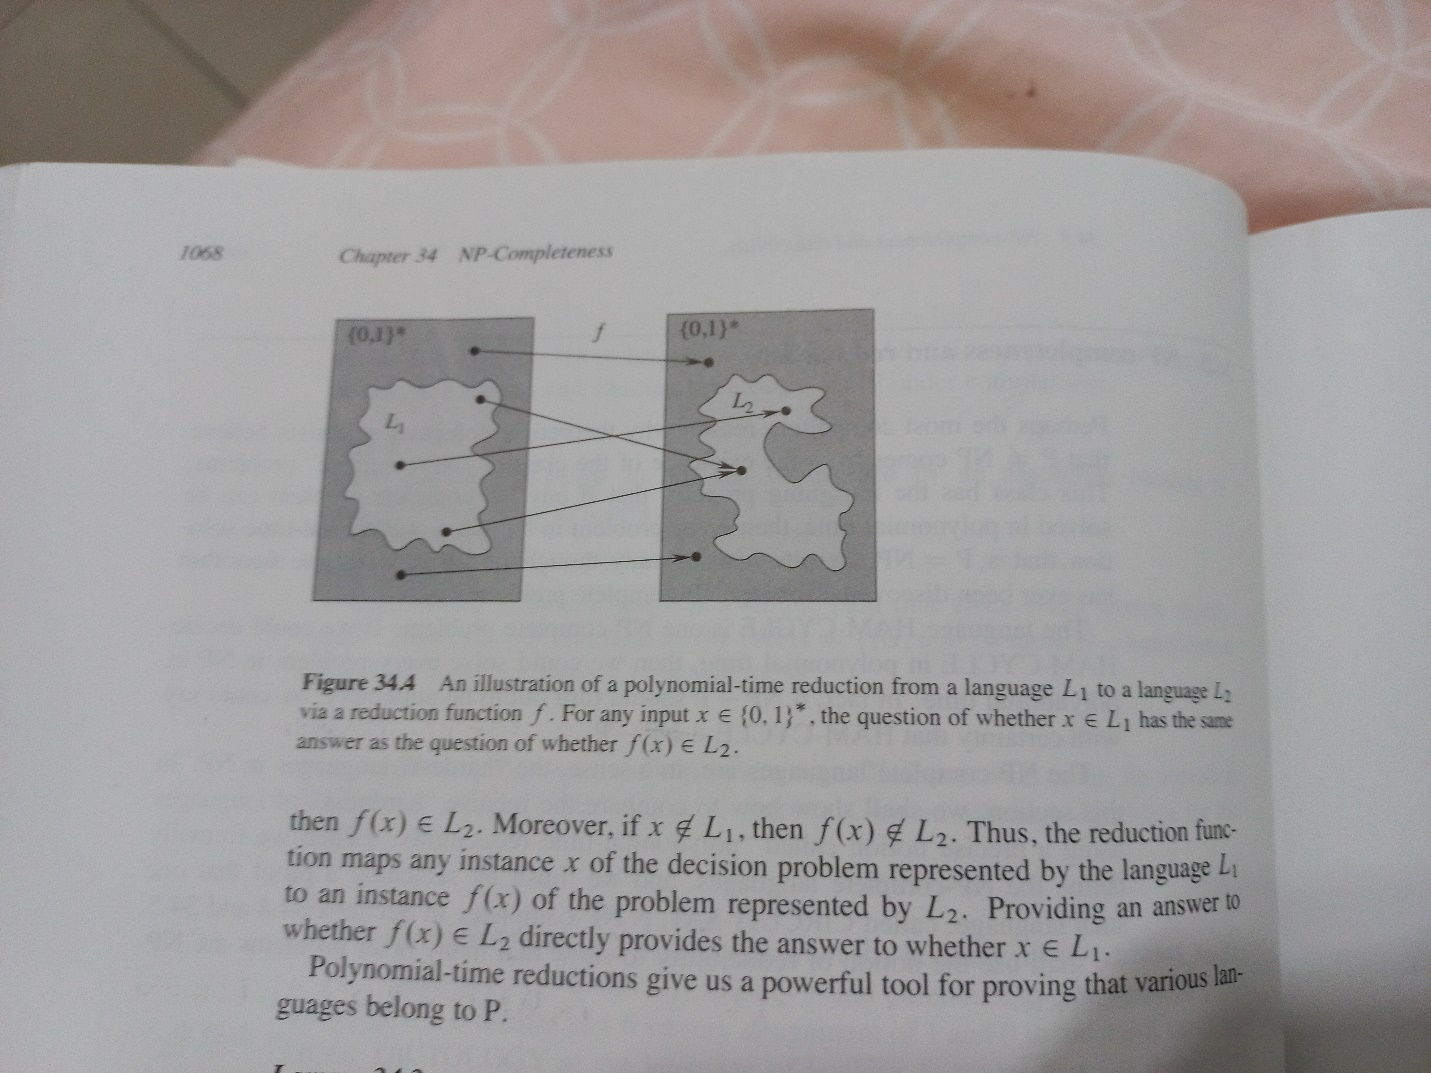 1068 Chapter 34 NP-Completeness
{0,1}* f {0,1}*
L1 L2
Figure 34.4 An illustration of a polynomial-time reduction from a language L1 to a language L2
via a reduction function f. For any input x ∈ {0, 1}*, the question of whether x ∈ L1 has the same
answer as the question of whether f(x) ∈ L2.
then f(x) ∈ L2. Moreover, if x ∉ L1, then f(x) ∉ L2. Thus, the reduction func-
tion maps any instance x of the decision problem represented by the language L1
to an instance f(x) of the problem represented by L2. Providing an answer to
whether f(x) ∈ L2 directly provides the answer to whether x ∈ L1.
Polynomial-time reductions give us a powerful tool for proving that various lan-
guages belong to P.